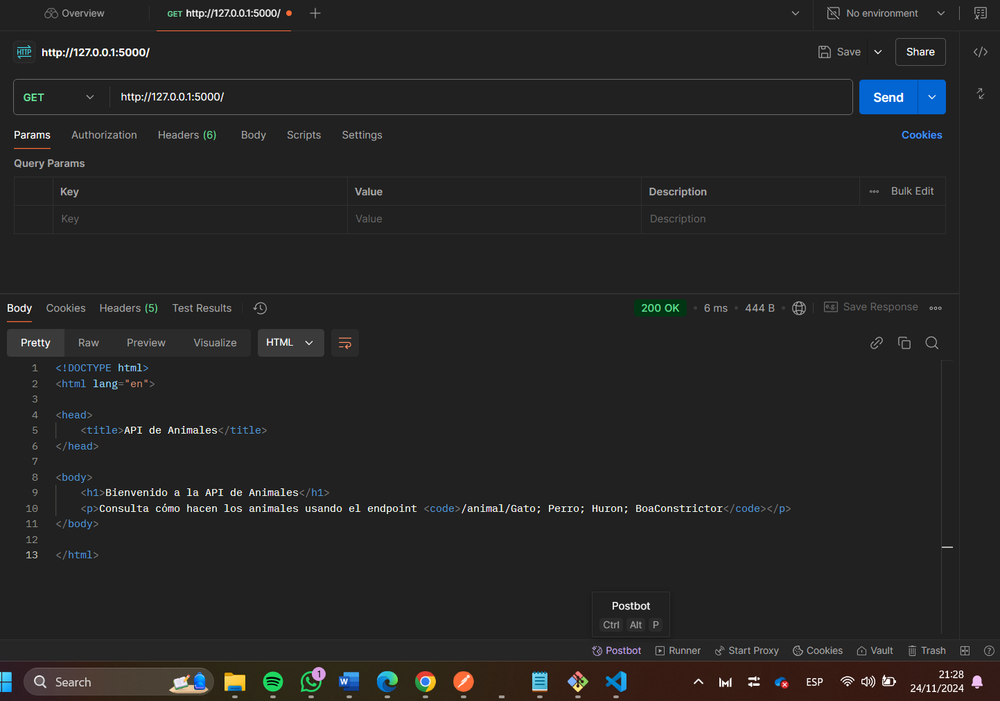 Overview
GET http://127.0.0.1:5000/
No environment
HTTP http://127.0.0.1:5000/
Save
Share
GET
http://127.0.0.1:5000/
Send
Params Authorization Headers (6) Body Scripts Settings Cookies
Query Params
Key Value Description Bulk Edit
Key Value Description
Body Cookies Headers (5) Test Results
200 OK 6 ms 444 B e.g. Save Response
Pretty Raw Preview Visualize HTML
1 <!DOCTYPE html>
2 <html lang="en">
3
4 <head>
5 <title>API de Animales</title>
6 </head>
7
8 <body>
9 <h1>Bienvenido a la API de Animales</h1>
10 <p>Consulta cómo hacen los animales usando el endpoint <code>/animal/Gato; Perro; Huron; BoaConstrictor</code></p>
11 </body>
12
13 </html>
Postbot
Ctrl Alt P
Postbot Runner Start Proxy Cookies Vault Trash
Search
1
ESP
21:28
24/11/2024